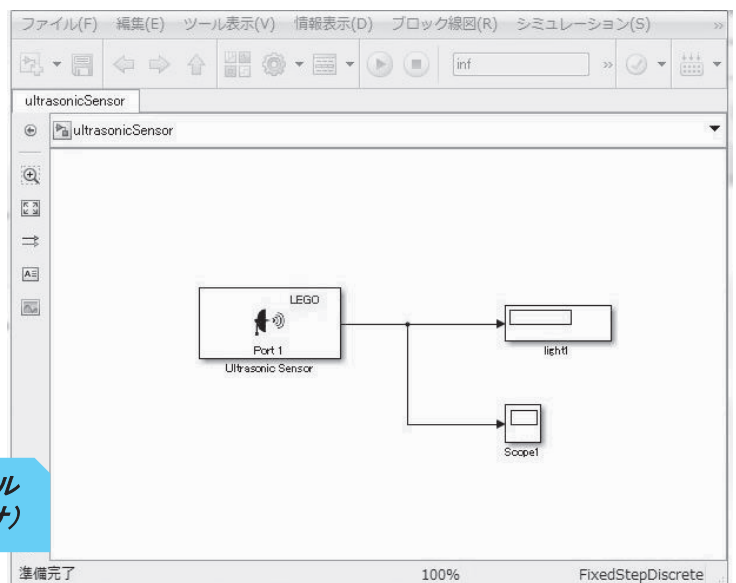 ファイル(F) 編集(E) ツール表示(V) 情報表示(D) ブロック線図(R) シミュレーション(S) »
inf »
ultrasonicSensor
ultrasonicSensor
LEGO
Port 1
Ultrasonic Sensor
light1
Scope1
ル
ナ)
準備完了 100% FixedStepDiscrete